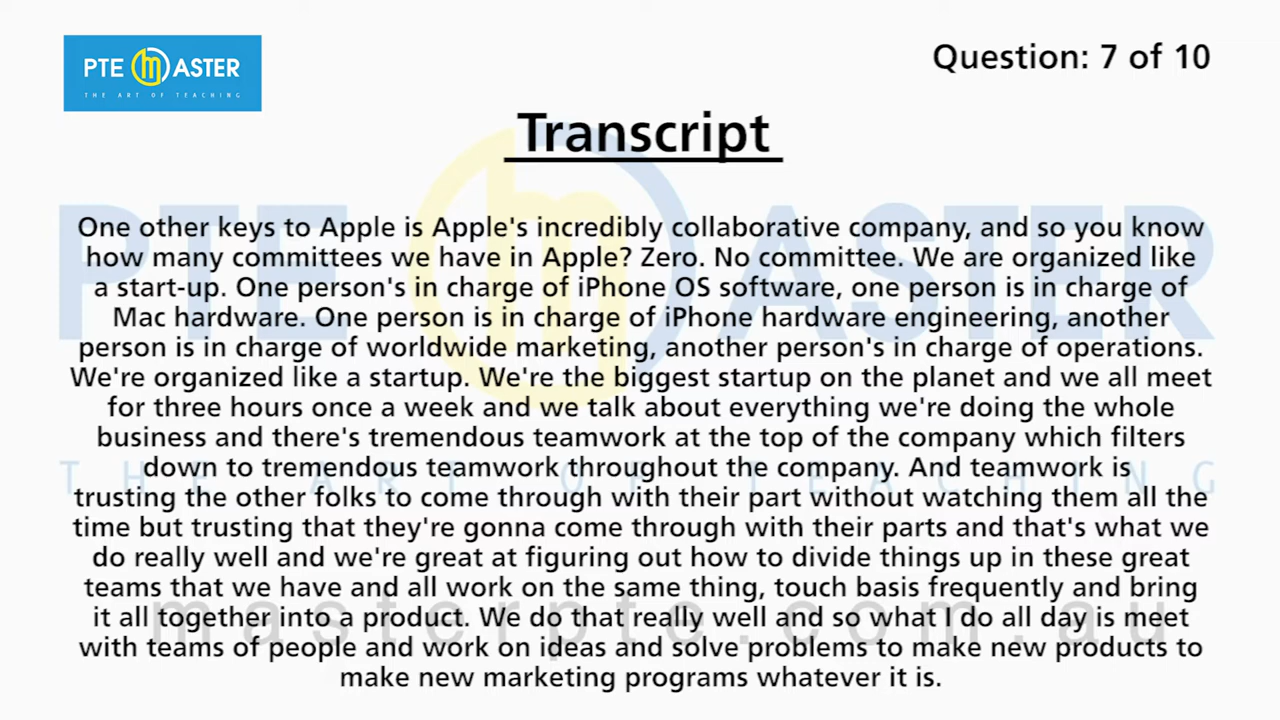 PTE MASTER
THE ART OF TEACHING
Question: 7 of 10
Transcript
One other keys to Apple is Apple's incredibly collaborative company, and so you know
how many committees we have in Apple? Zero. No committee. We are organized like
a start-up. One person's in charge of iPhone OS software, one person is in charge of
Mac hardware. One person is in charge of iPhone hardware engineering, another
person is in charge of worldwide marketing, another person's in charge of operations.
We're organized like a startup. We're the biggest startup on the planet and we all meet
for three hours once a week and we talk about everything we're doing the whole
business and there's tremendous teamwork at the top of the company which filters
down to tremendous teamwork throughout the company. And teamwork is
trusting the other folks to come through with their part without watching them all the
time but trusting that they're gonna come through with their parts and that's what we
do really well and we're great at figuring out how to divide things up in these great
teams that we have and all work on the same thing, touch basis frequently and bring
it all together into a product. We do that really well and so what I do all day is meet
with teams of people and work on ideas and solve problems to make new products to
make new marketing programs whatever it is.
PTE MASTER
THE ART OF TEACHING
masterpte.com.au